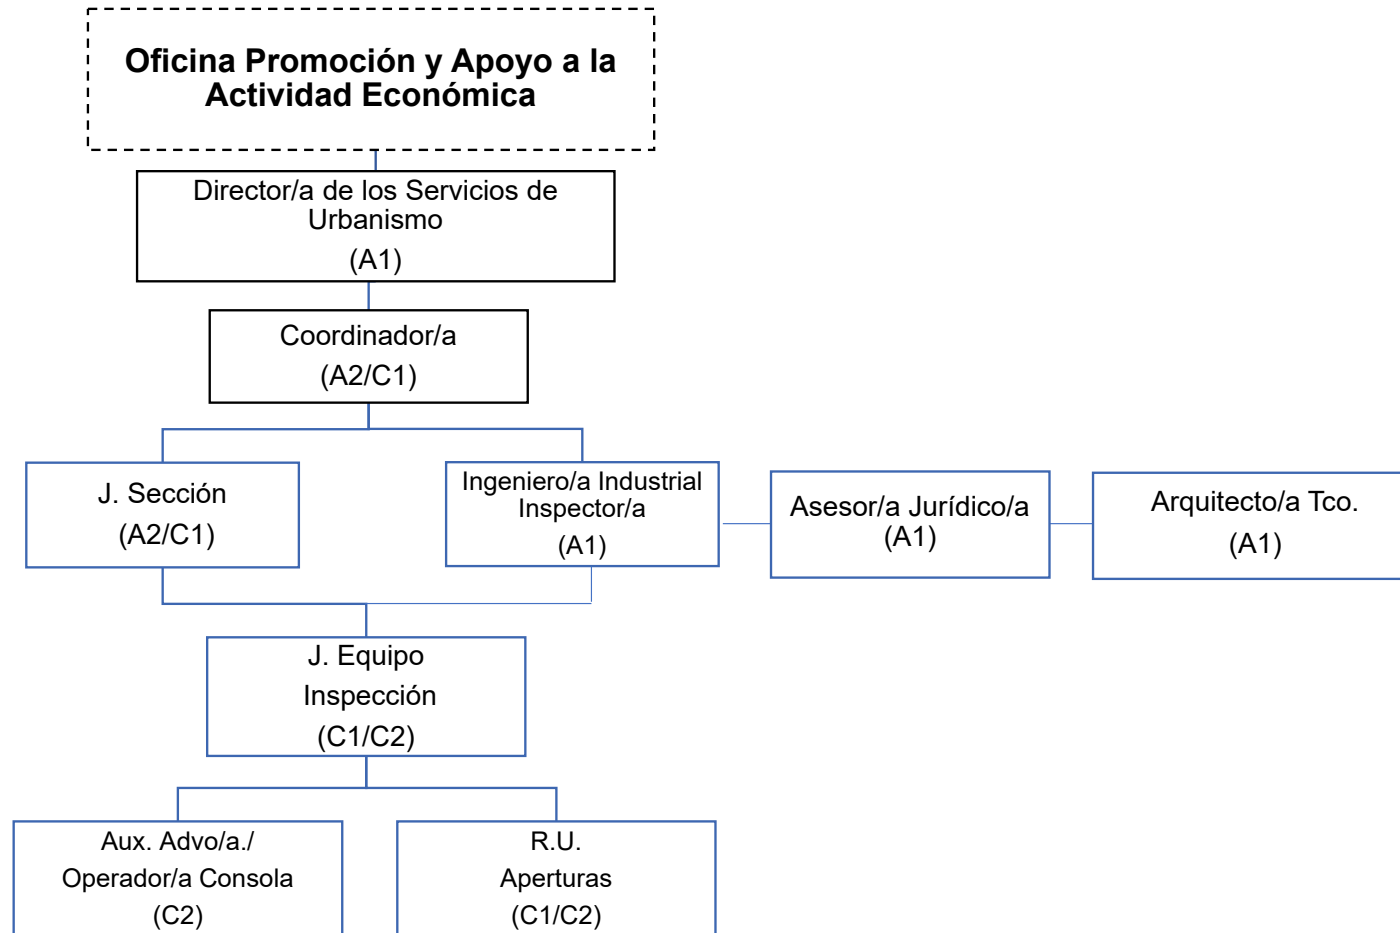 Oficina Promoción y Apoyo a la
Actividad Económica
Director/a de los Servicios de
Urbanismo
(A1)
Coordinador/a
(A2/C1)
J. Sección
(A2/C1)
Ingeniero/a Industrial
Inspector/a
(A1)
Asesor/a Jurídico/a
(A1)
Arquitecto/a Tco.
(A1)
J. Equipo
Inspección
(C1/C2)
Aux. Advo/a./
Operador/a Consola
(C2)
R.U.
Aperturas
(C1/C2)